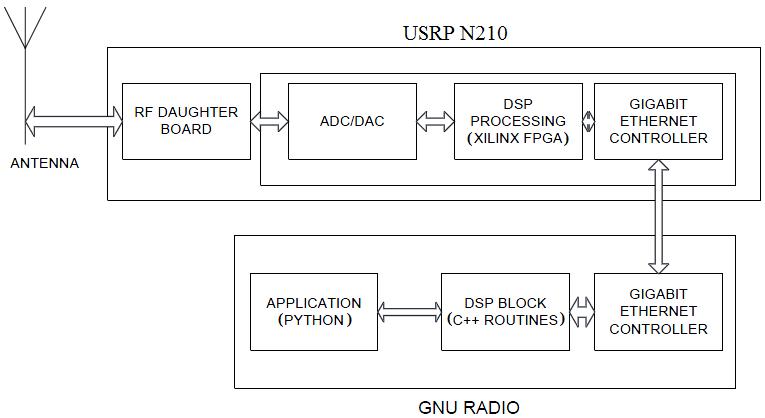 USRP N210
RF DAUGHTER
BOARD
ADC/DAC
DSP
PROCESSING
(XILINX FPGA)
GIGABIT
ETHERNET
CONTROLLER
ANTENNA
APPLICATION
(PYTHON)
DSP BLOCK
(C++ ROUTINES)
GIGABIT
ETHERNET
CONTROLLER
GNU RADIO